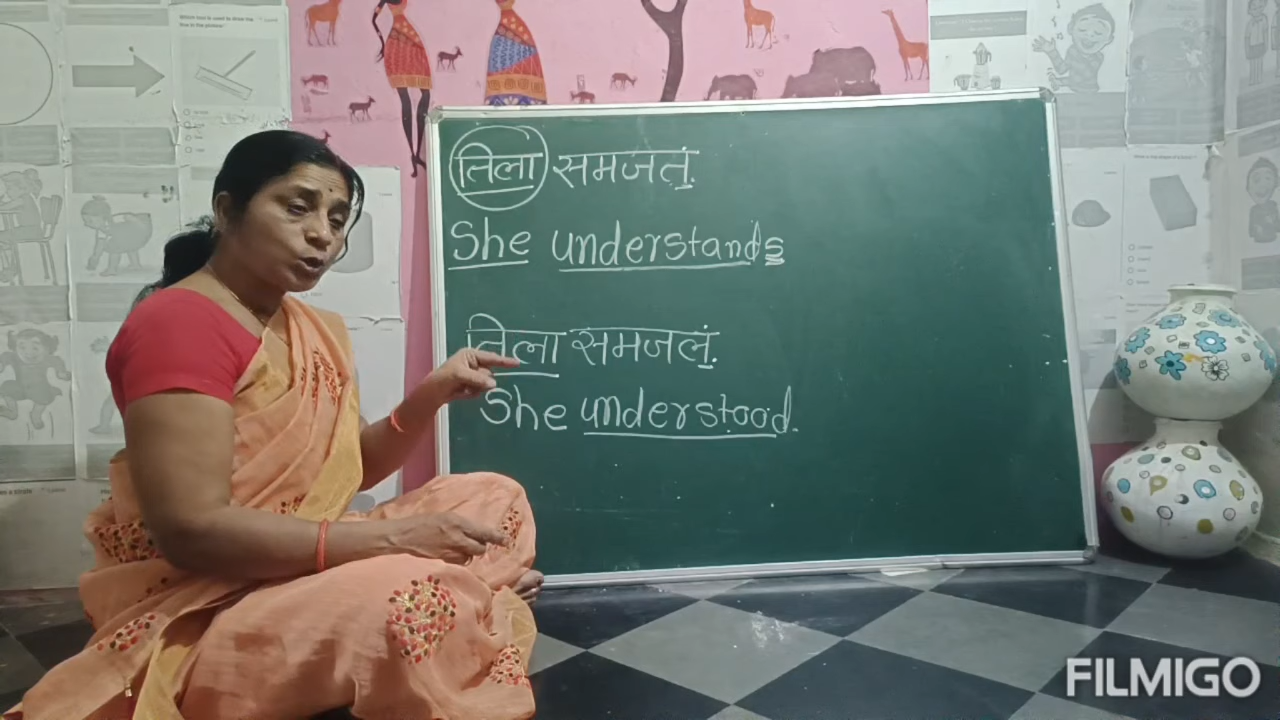 तिला समजतं.
She understands
तिला समजलं.
She understood.
FILMIGO